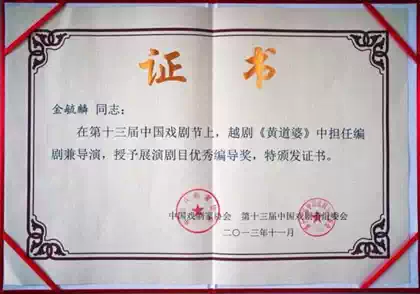 证书
金敏麟 同志：
在第十三届中国戏剧节上，越剧《黄道婆》中担任编
剧兼导演，授予展演剧目优秀编导奖，特颁发证书。
中国戏剧家协会 第十三届中国戏剧节组委会
二〇一三年十一月